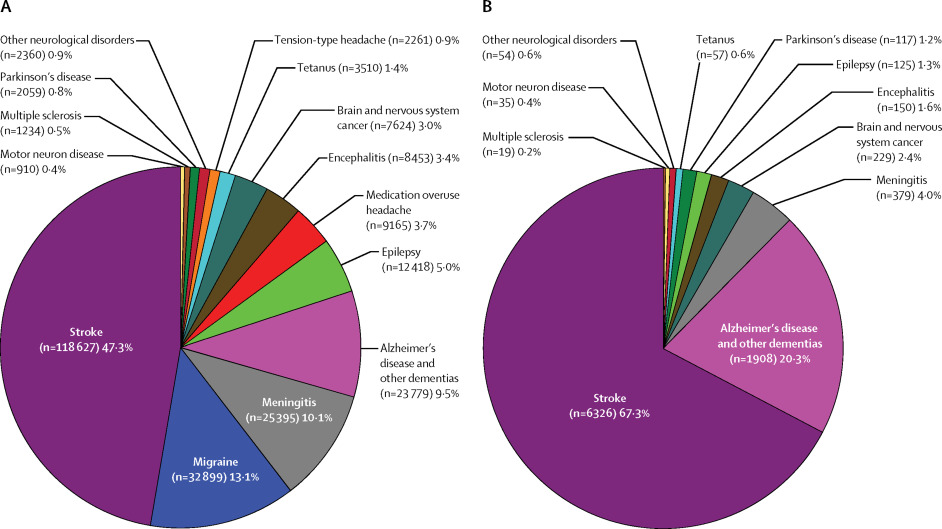 A
Other neurological disorders
(n=2360) 0·9%
Parkinson's disease
(n=2059) 0·8%
Multiple sclerosis
(n=1234) 0·5%
Motor neuron disease
(n=910) 0·4%
Tension-type headache (n=2261) 0·9%
Tetanus (n=3510) 1·4%
Brain and nervous system
cancer (n=7624) 3·0%
Encephalitis (n=8453) 3·4%
Medication overuse
headache
(n=9165) 3·7%
Epilepsy
(n=12 418) 5·0%
Alzheimer's
disease and
other dementias
(n=23 779) 9·5%
Meningitis
(n=25 395) 10·1%
Migraine
(n=32 899) 13·1%
Stroke
(n=118 627) 47·3%
B
Other neurological disorders
(n=54) 0·6%
Motor neuron disease
(n=35) 0·4%
Multiple sclerosis
(n=19) 0·2%
Tetanus
(n=57) 0·6%
Parkinson's disease (n=117) 1·2%
Epilepsy (n=125) 1·3%
Encephalitis
(n=150) 1·6%
Brain and nervous
system cancer
(n=229) 2·4%
Meningitis
(n=379) 4·0%
Alzheimer's disease
and other dementias
(n=1908) 20·3%
Stroke
(n=6326) 67·3%